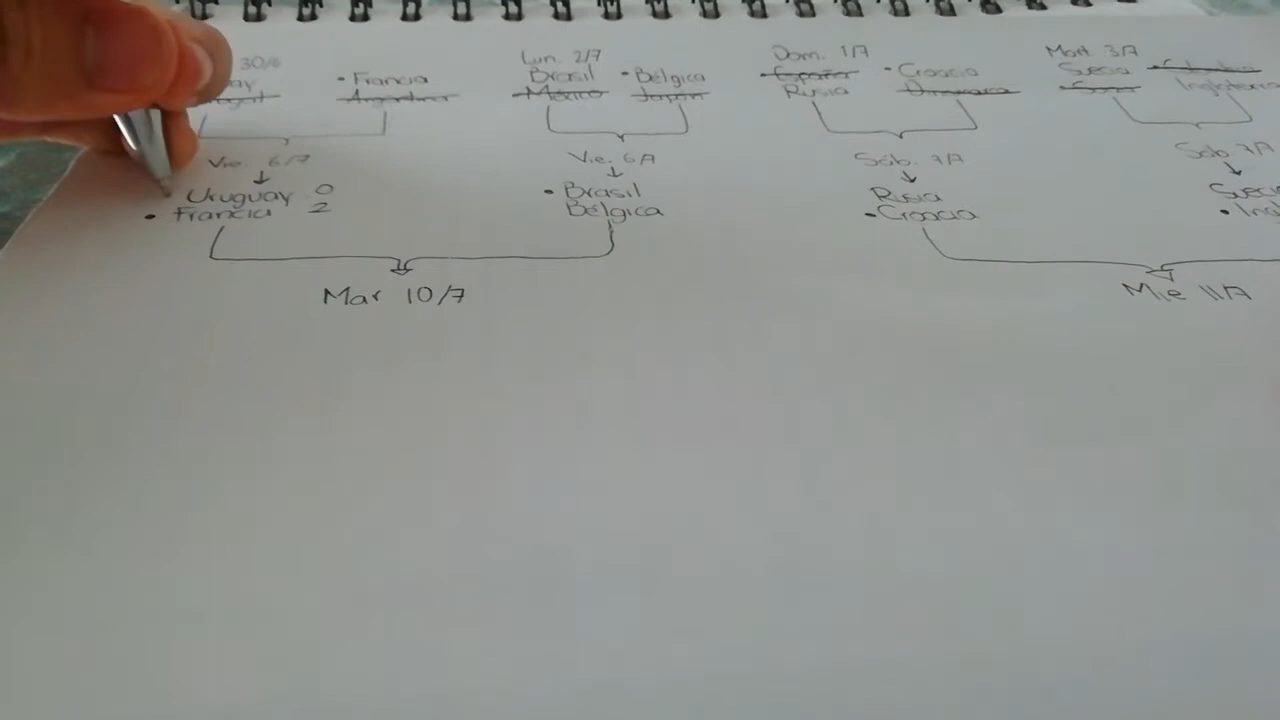 30/6
• Francia
Argentina
Lun. 2/7
Brasil
México
• Bélgica
Japón
Dom. 1/7
España
Rusia
• Croacia
Dinamarca
Mart. 3/7
Suecia
Inglaterra
Vie. 6/7
Uruguay 0
• Francia 2
Vie. 6/7
• Brasil
Bélgica
Sáb. 7/7
Rusia
• Croacia
Sáb. 7/7
Mar 10/7
Mie 11/7